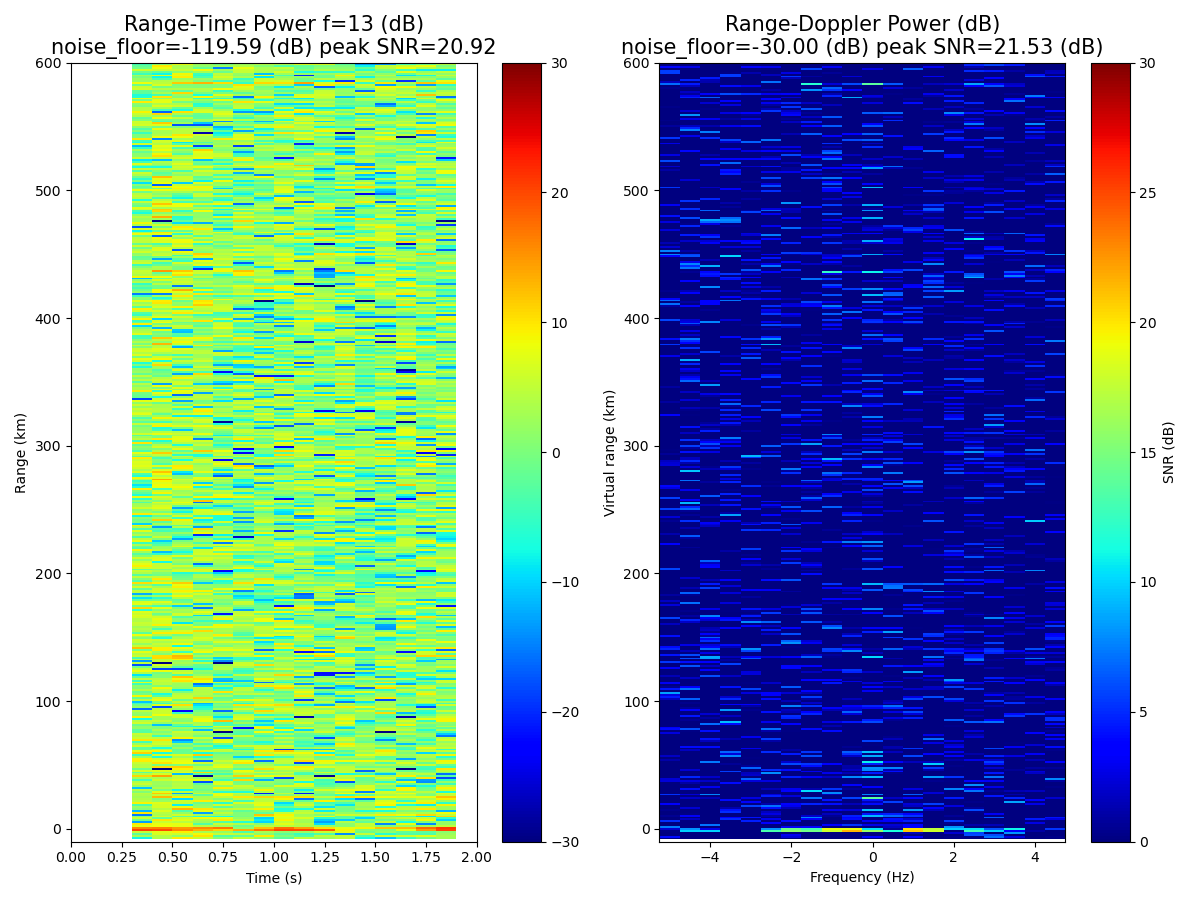 Range-Time Power f=13 (dB)
noise_floor=-119.59 (dB) peak SNR=20.92
600
500
400
300
200
100
0
Range (km)
0.00 0.25 0.50 0.75 1.00 1.25 1.50 1.75 2.00
Time (s)
30
20
10
0
−10
−20
−30
Range-Doppler Power (dB)
noise_floor=-30.00 (dB) peak SNR=21.53 (dB)
600
500
400
300
200
100
0
Virtual range (km)
−4 −2 0 2 4
Frequency (Hz)
30
25
20
15
10
5
0
SNR (dB)